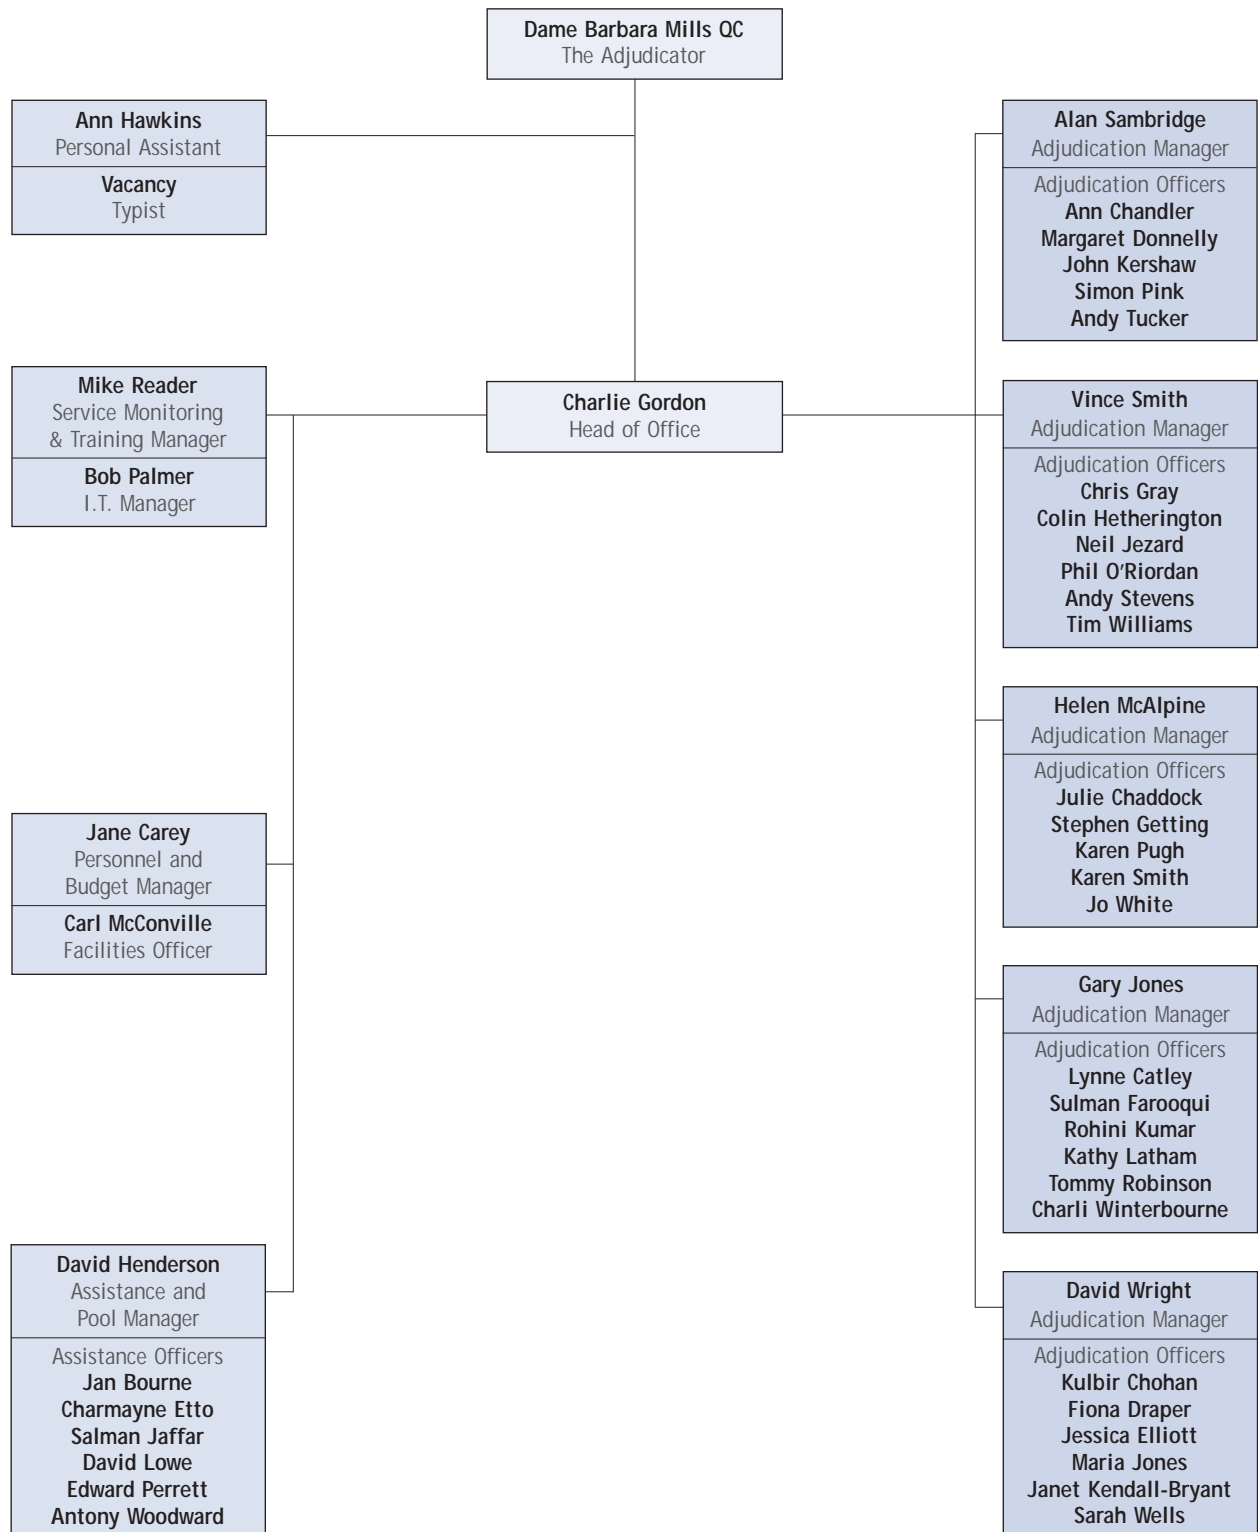 Dame Barbara Mills QC
The Adjudicator
Ann Hawkins
Personal Assistant
Vacancy
Typist
Charlie Gordon
Head of Office
Mike Reader
Service Monitoring
& Training Manager
Bob Palmer
I.T. Manager
Jane Carey
Personnel and
Budget Manager
Carl McConville
Facilities Officer
David Henderson
Assistance and
Pool Manager
Assistance Officers
Jan Bourne
Charmayne Etto
Salman Jaffar
David Lowe
Edward Perrett
Antony Woodward
Alan Sambridge
Adjudication Manager
Adjudication Officers
Ann Chandler
Margaret Donnelly
John Kershaw
Simon Pink
Andy Tucker
Vince Smith
Adjudication Manager
Adjudication Officers
Chris Gray
Colin Hetherington
Neil Jezard
Phil O'Riordan
Andy Stevens
Tim Williams
Helen McAlpine
Adjudication Manager
Adjudication Officers
Julie Chaddock
Stephen Getting
Karen Pugh
Karen Smith
Jo White
Gary Jones
Adjudication Manager
Adjudication Officers
Lynne Catley
Sulman Farooqui
Rohini Kumar
Kathy Latham
Tommy Robinson
Charli Winterbourne
David Wright
Adjudication Manager
Adjudication Officers
Kulbir Chohan
Fiona Draper
Jessica Elliott
Maria Jones
Janet Kendall-Bryant
Sarah Wells